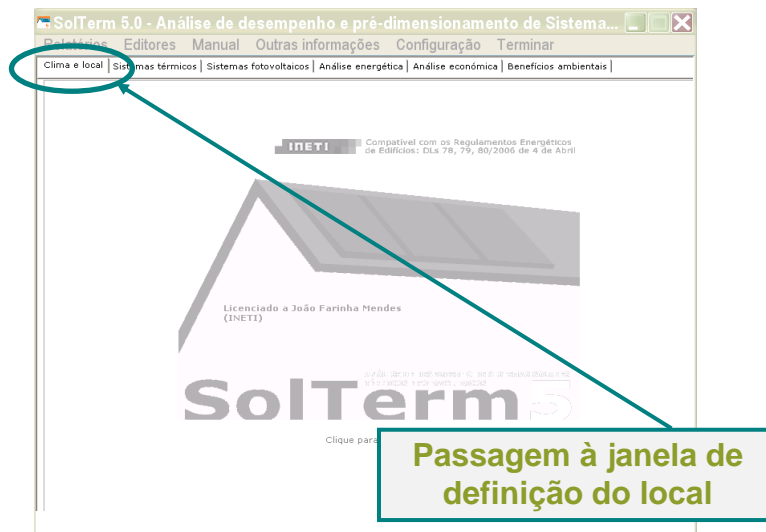 SolTerm 5.0 - Análise de desempenho e pré-dimensionamento de Sistema...
Relatórios Editores Manual Outras informações Configuração Terminar
Clima e local | Sistemas térmicos | Sistemas fotovoltaicos | Análise energética | Análise económica | Benefícios ambientais |
INETI
Compatível com os Regulamentos Energéticos
de Edifícios: DLs 78, 79, 80/2006 de 4 de Abril
Licenciado a João Farinha Mendes
(INETI)
SolTerm 5
Clique para
Passagem à janela de
definição do local